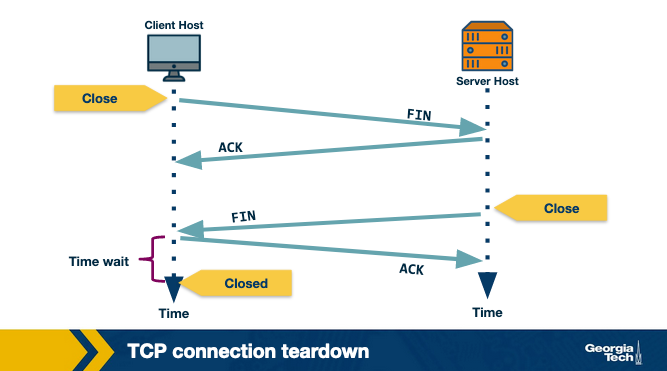 Client Host
Server Host
Close
FIN
ACK
Close
FIN
Time wait
ACK
Closed
Time
Time
TCP connection teardown
Georgia
Tech